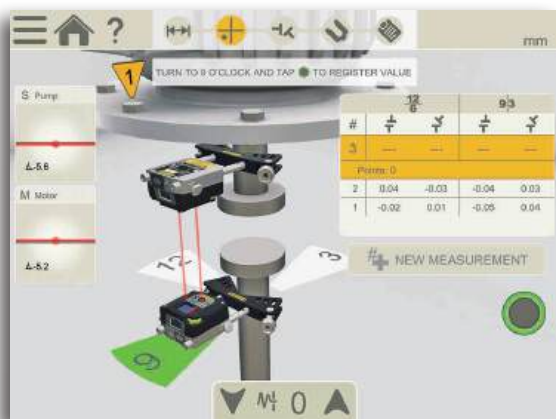 ?
mm
TURN TO 9 O'CLOCK AND TAP TO REGISTER VALUE
1
S Pump
-5.6
M Motor
-5.2
12 6 9 3
#
3 --- --- --- ---
Points: 0
2 0.04 -0.03 -0.04 0.03
1 -0.02 0.01 -0.05 0.04
# NEW MEASUREMENT
12
3
9
0